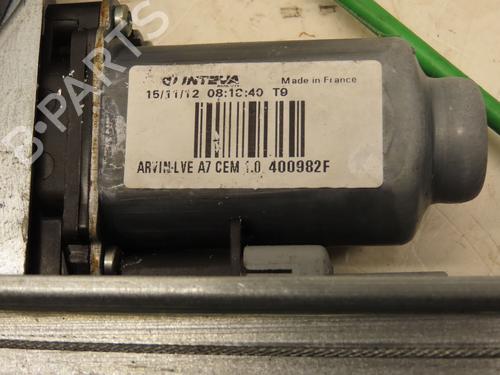 INTEVA
Made in France
15/11/12 08:10:40 T9
ARVIN-LVE A7 CEM 1.0 400982F
B-PARTS